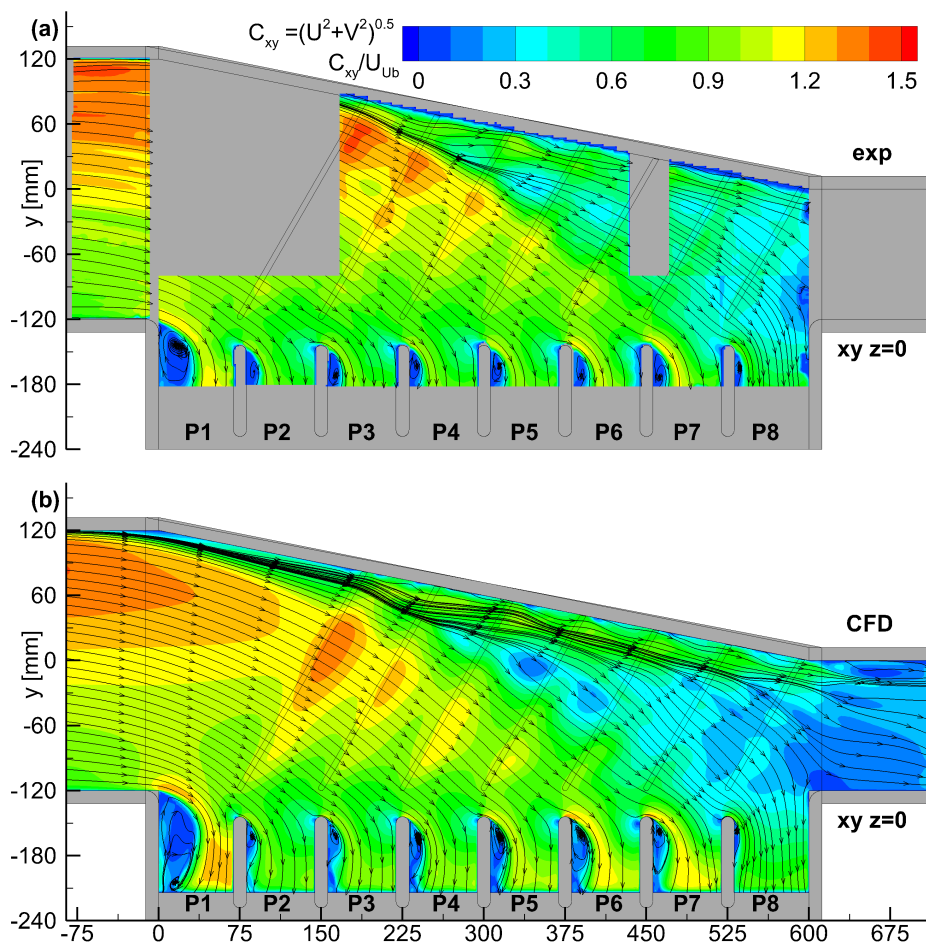 (a)
C_xy =(U²+V²)^0.5
C_xy/U_Ub
0 0.3 0.6 0.9 1.2 1.5
120
60
0
-60
-120
-180
-240
y [mm]
exp
xy z=0
P1 P2 P3 P4 P5 P6 P7 P8
(b)
120
60
0
-60
-120
-180
-240
y [mm]
CFD
xy z=0
P1 P2 P3 P4 P5 P6 P7 P8
-75 0 75 150 225 300 375 450 525 600 675